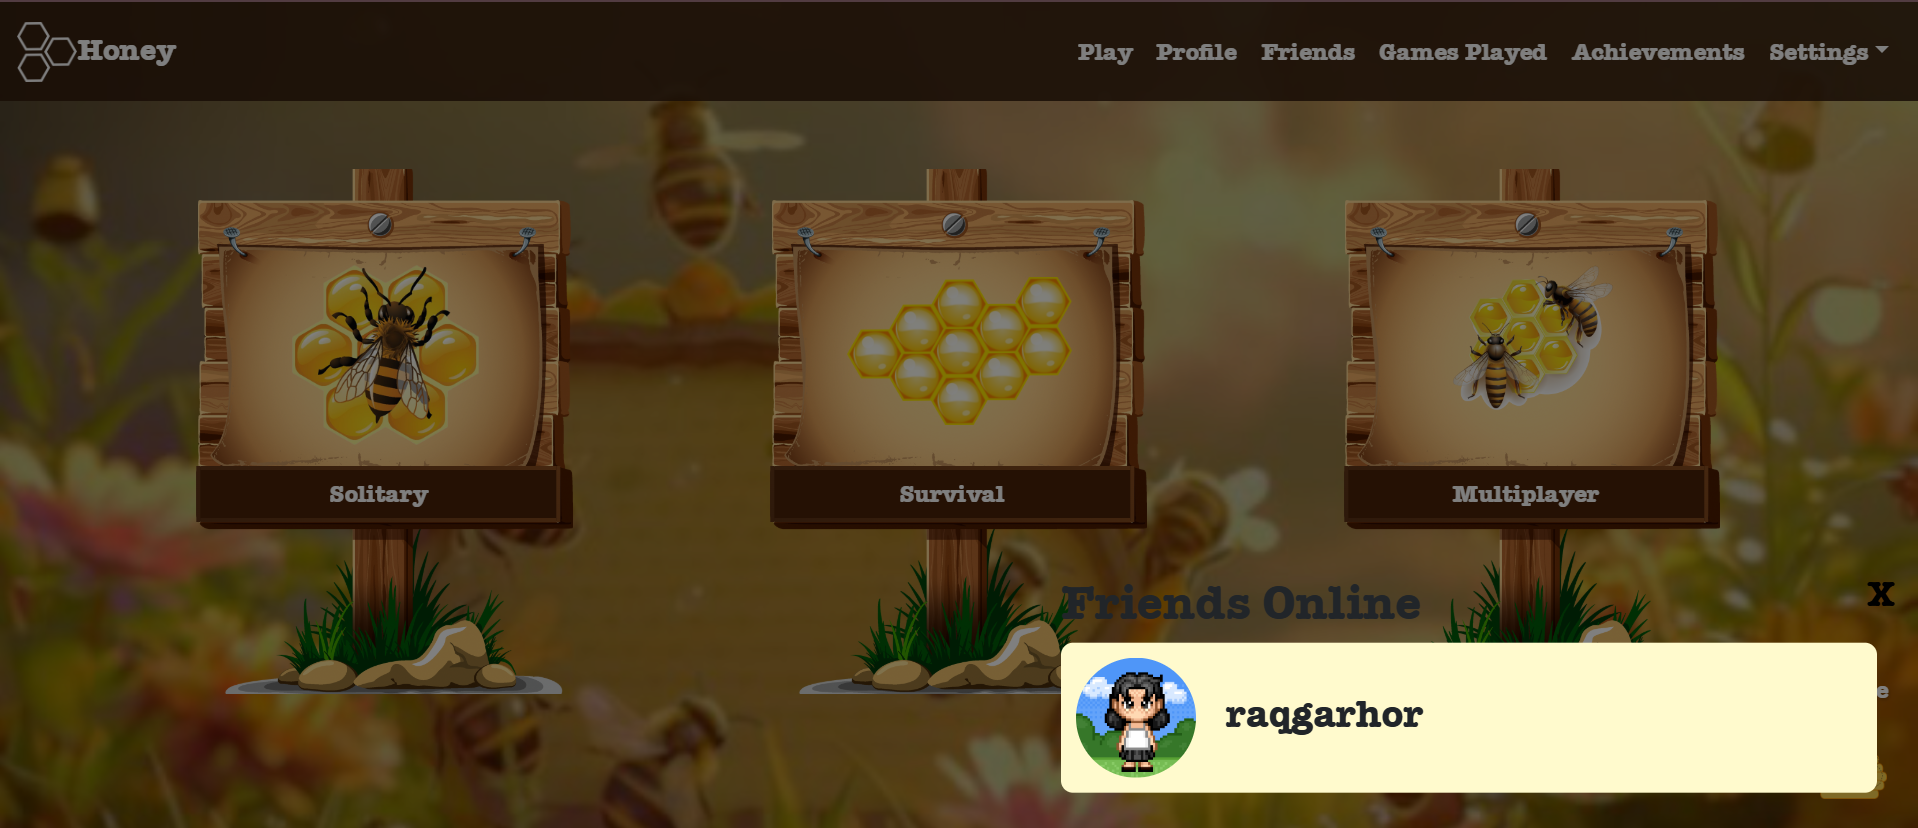 Honey
Play Profile Friends Games Played Achievements Settings
Solitary Survival Multiplayer
Friends Online X
raqgarhor